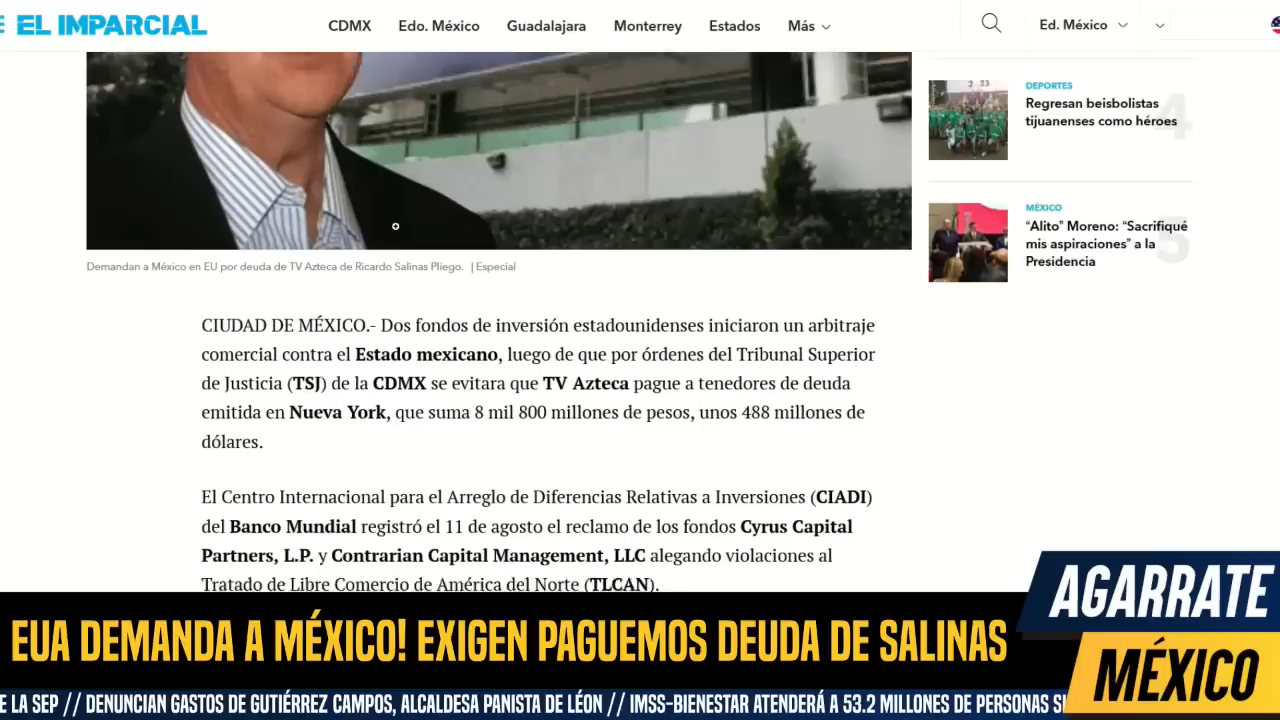 EL IMPARCIAL
CDMX Edo. México Guadalajara Monterrey Estados Más
Ed. México
DEPORTES
Regresan beisbolistas
tijuanenses como héroes
4
MÉXICO
“Alito” Moreno: “Sacrifiqué
mis aspiraciones” a la
Presidencia
5
Demandan a México en EU por deuda de TV Azteca de Ricardo Salinas Pliego. | Especial
CIUDAD DE MÉXICO.- Dos fondos de inversión estadounidenses iniciaron un arbitraje
comercial contra el Estado mexicano, luego de que por órdenes del Tribunal Superior
de Justicia (TSJ) de la CDMX se evitara que TV Azteca pague a tenedores de deuda
emitida en Nueva York, que suma 8 mil 800 millones de pesos, unos 488 millones de
dólares.
El Centro Internacional para el Arreglo de Diferencias Relativas a Inversiones (CIADI)
del Banco Mundial registró el 11 de agosto el reclamo de los fondos Cyrus Capital
Partners, L.P. y Contrarian Capital Management, LLC alegando violaciones al
Tratado de Libre Comercio de América del Norte (TLCAN).
AGARRATE
MÉXICO
EUA DEMANDA A MÉXICO! EXIGEN PAGUEMOS DEUDA DE SALINAS
E LA SEP // DENUNCIAN GASTOS DE GUTIÉRREZ CAMPOS, ALCALDESA PANISTA DE LEÓN // IMSS-BIENESTAR ATENDERÁ A 53.2 MILLONES DE PERSONAS